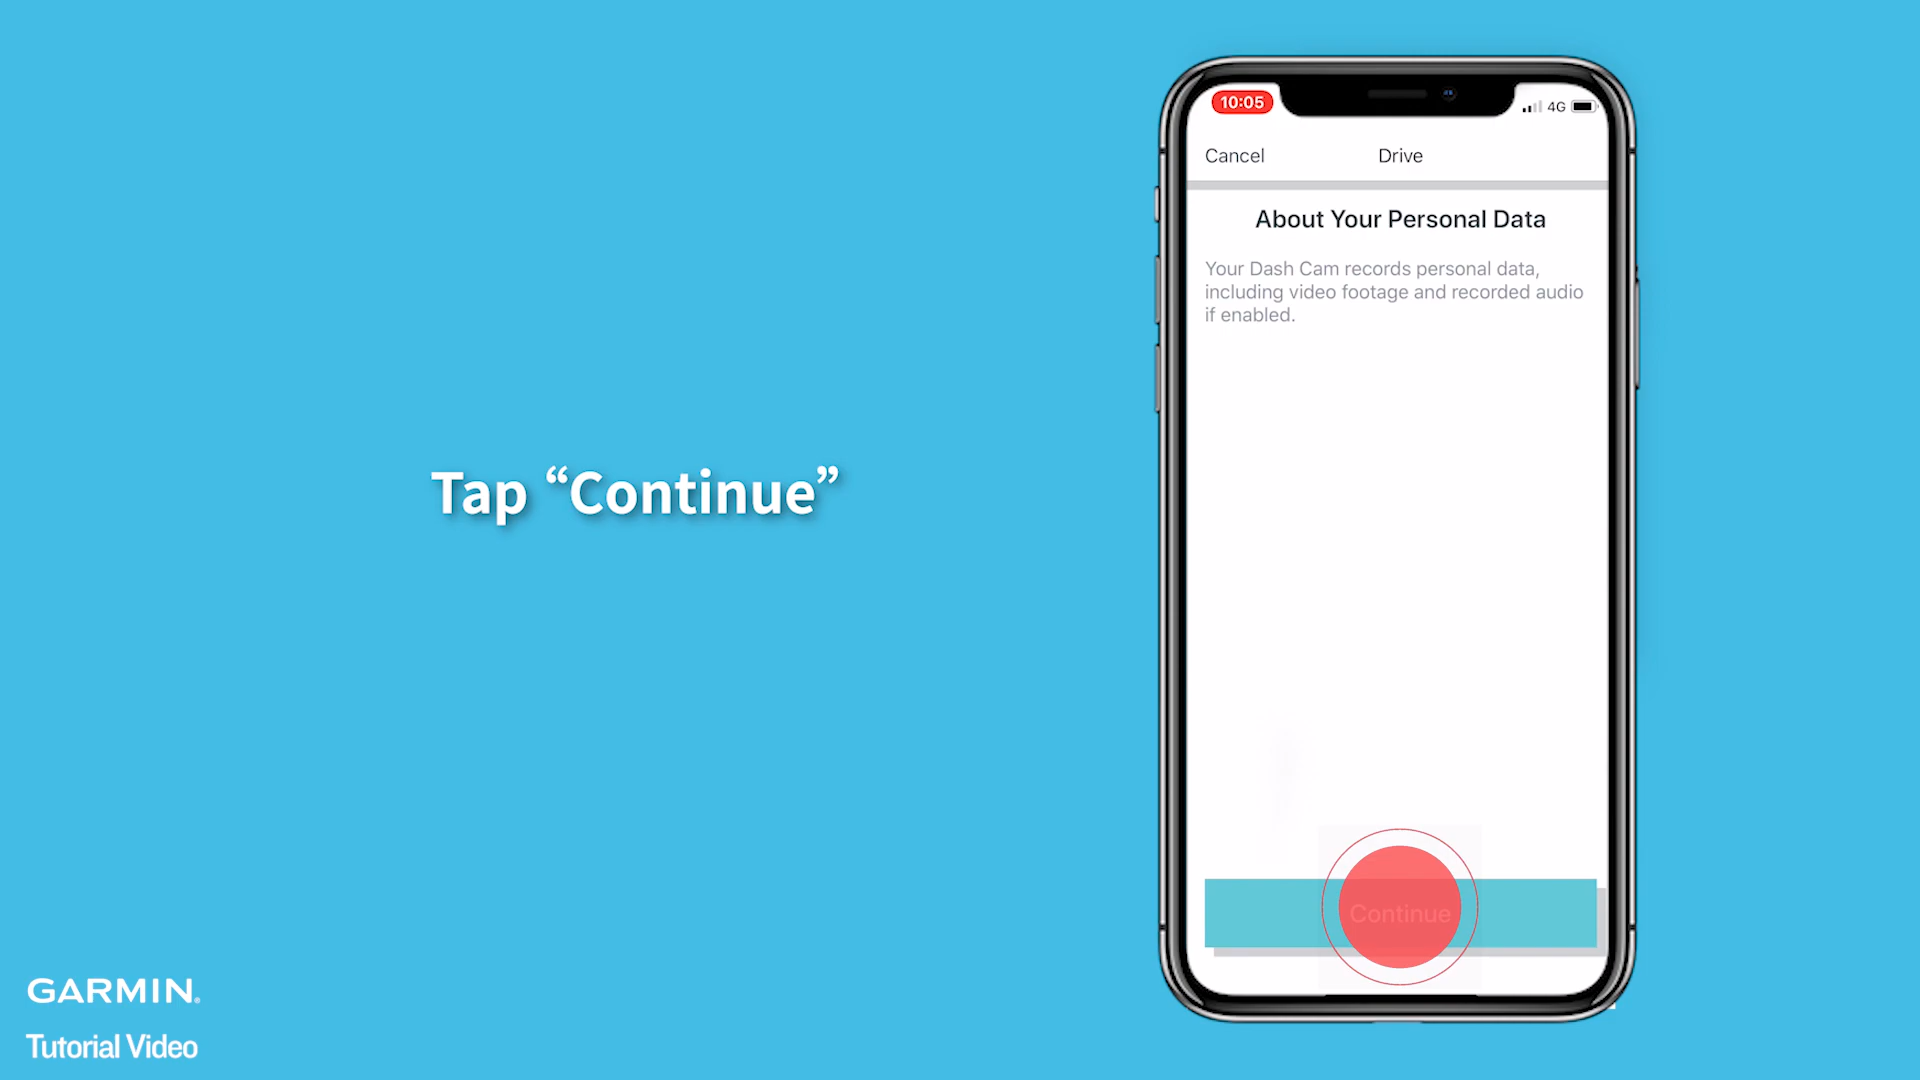 Tap “Continue”
10:05
4G
Cancel
Drive
About Your Personal Data
Your Dash Cam records personal data,
including video footage and recorded audio
if enabled.
Continue
GARMIN®
Tutorial Video